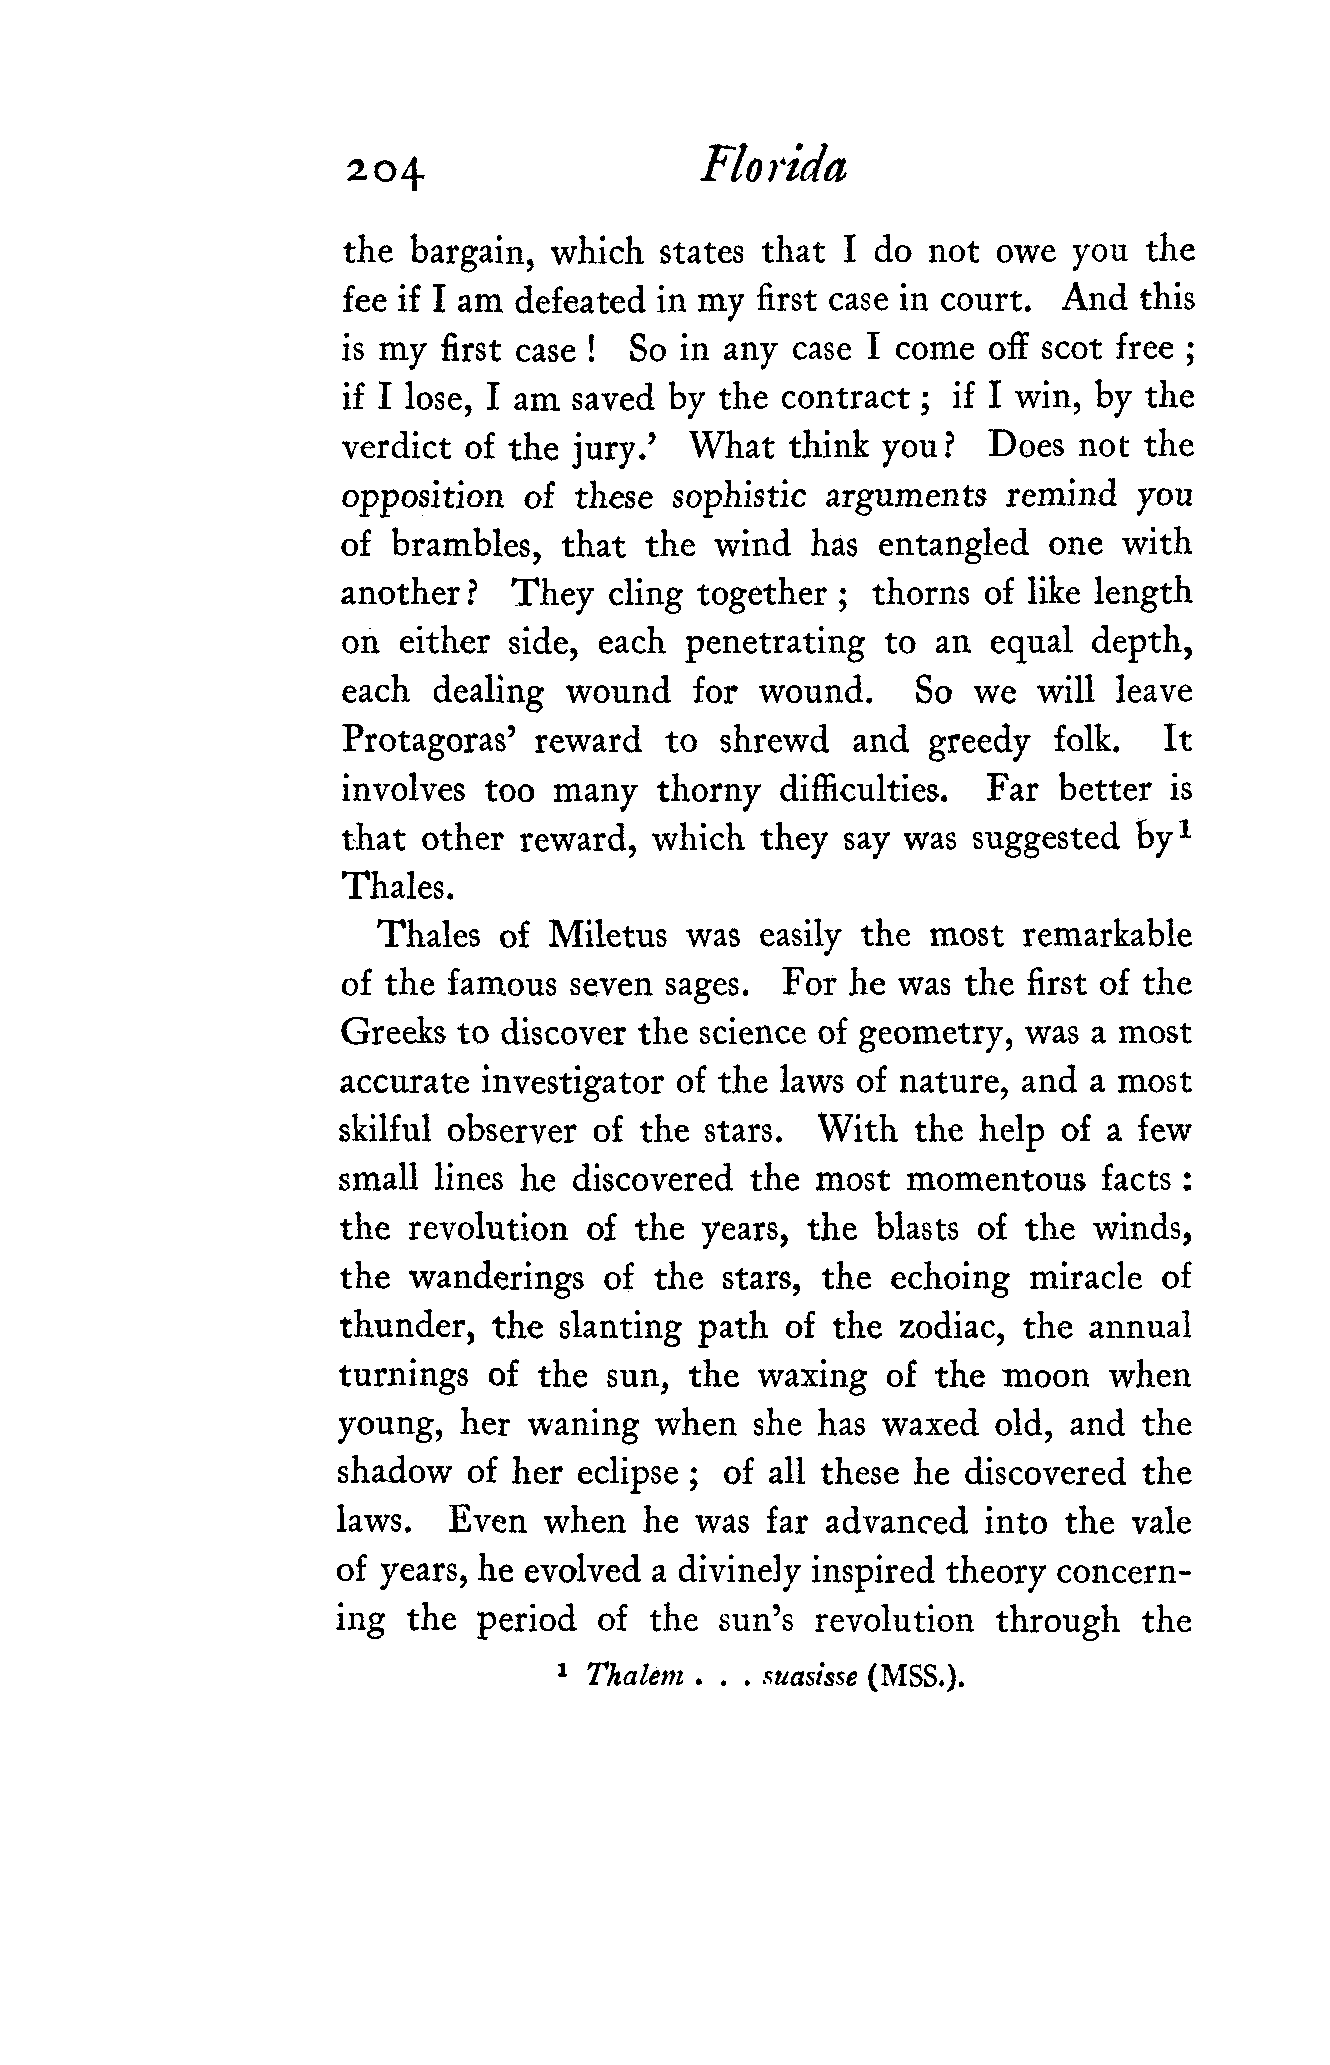 204 Florida
the bargain, which states that I do not owe you the
fee if I am defeated in my first case in court. And this
is my first case ! So in any case I come off scot free ;
if I lose, I am saved by the contract ; if I win, by the
verdict of the jury.’ What think you? Does not the
opposition of these sophistic arguments remind you
of brambles, that the wind has entangled one with
another? They cling together ; thorns of like length
on either side, each penetrating to an equal depth,
each dealing wound for wound. So we will leave
Protagoras’ reward to shrewd and greedy folk. It
involves too many thorny difficulties. Far better is
that other reward, which they say was suggested by¹
Thales.
Thales of Miletus was easily the most remarkable
of the famous seven sages. For he was the first of the
Greeks to discover the science of geometry, was a most
accurate investigator of the laws of nature, and a most
skilful observer of the stars. With the help of a few
small lines he discovered the most momentous facts :
the revolution of the years, the blasts of the winds,
the wanderings of the stars, the echoing miracle of
thunder, the slanting path of the zodiac, the annual
turnings of the sun, the waxing of the moon when
young, her waning when she has waxed old, and the
shadow of her eclipse ; of all these he discovered the
laws. Even when he was far advanced into the vale
of years, he evolved a divinely inspired theory concern-
ing the period of the sun’s revolution through the
¹ Thalem . . . suasisse (MSS.).